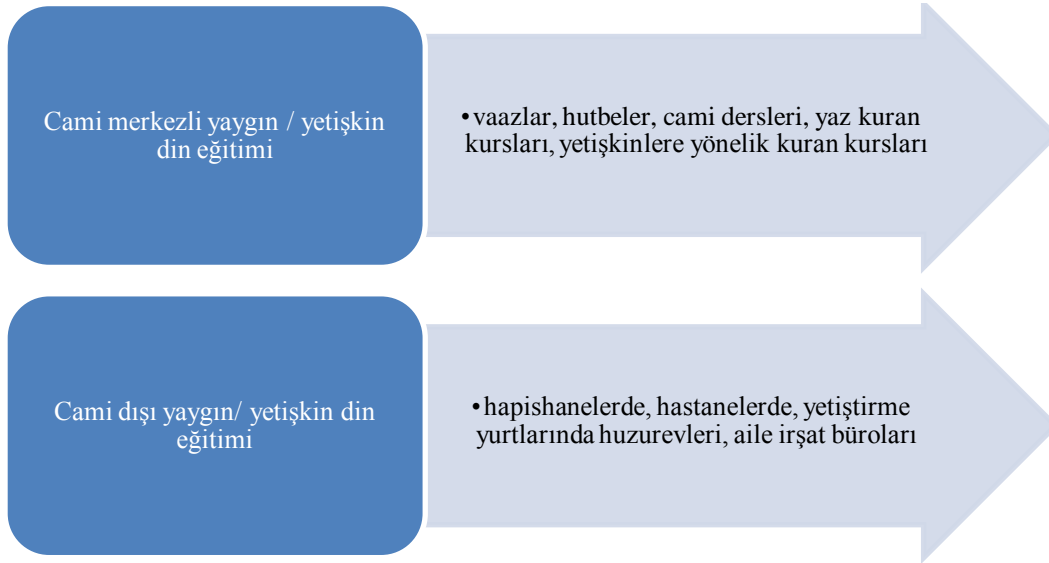 Cami merkezli yaygın / yetişkin
din eğitimi
•vaazlar, hutbeler, cami dersleri, yaz kuran
kursları, yetişkinlere yönelik kuran kursları
Cami dışı yaygın/ yetişkin din
eğitimi
•hapishanelerde, hastanelerde, yetiştirme
yurtlarında huzurevleri, aile irşat büroları